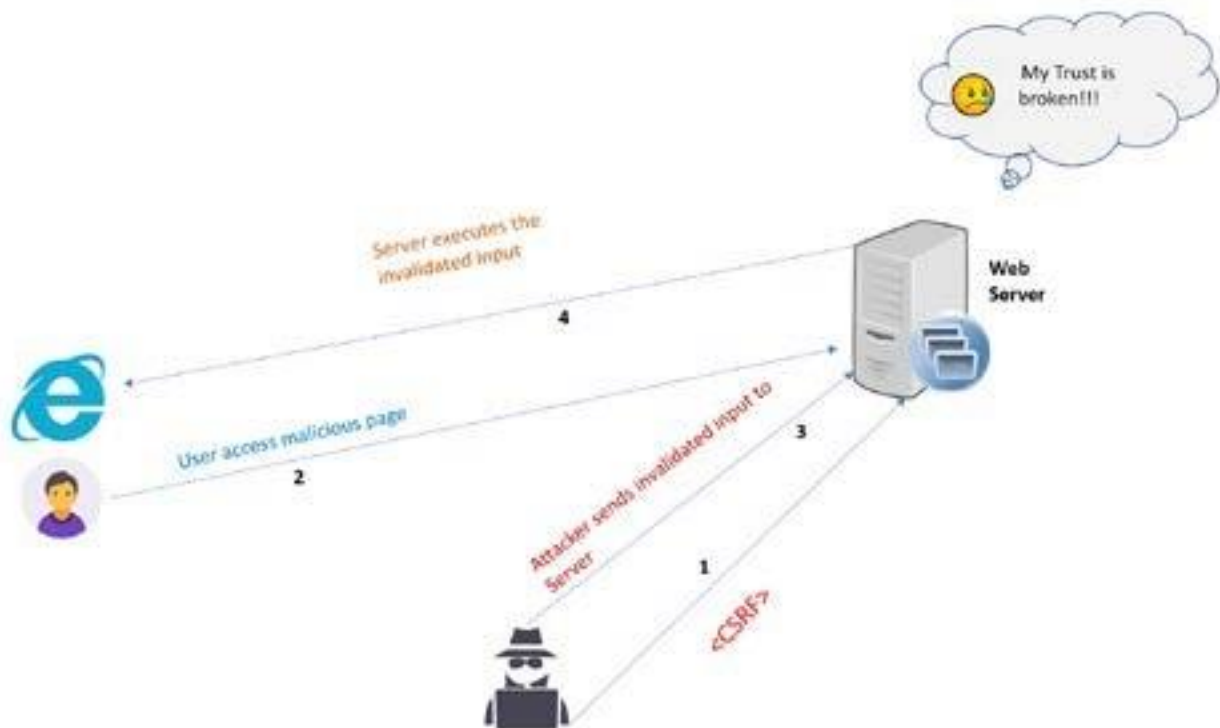 My Trust is
broken!!!
Server executes the
invalidated input
4
Web
Server
User access malicious page
2
Attacker sends invalidated input to
Server
3
1
<CSRF>